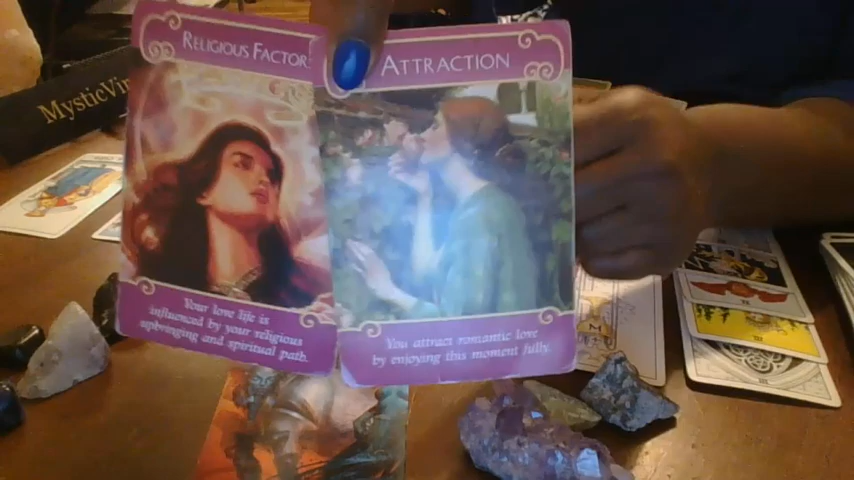 RELIGIOUS FACTOR
ATTRACTION
MysticVi
Your love life is
influenced by your religious
upbringing and spiritual path.
You attract romantic love
by enjoying this moment fully.